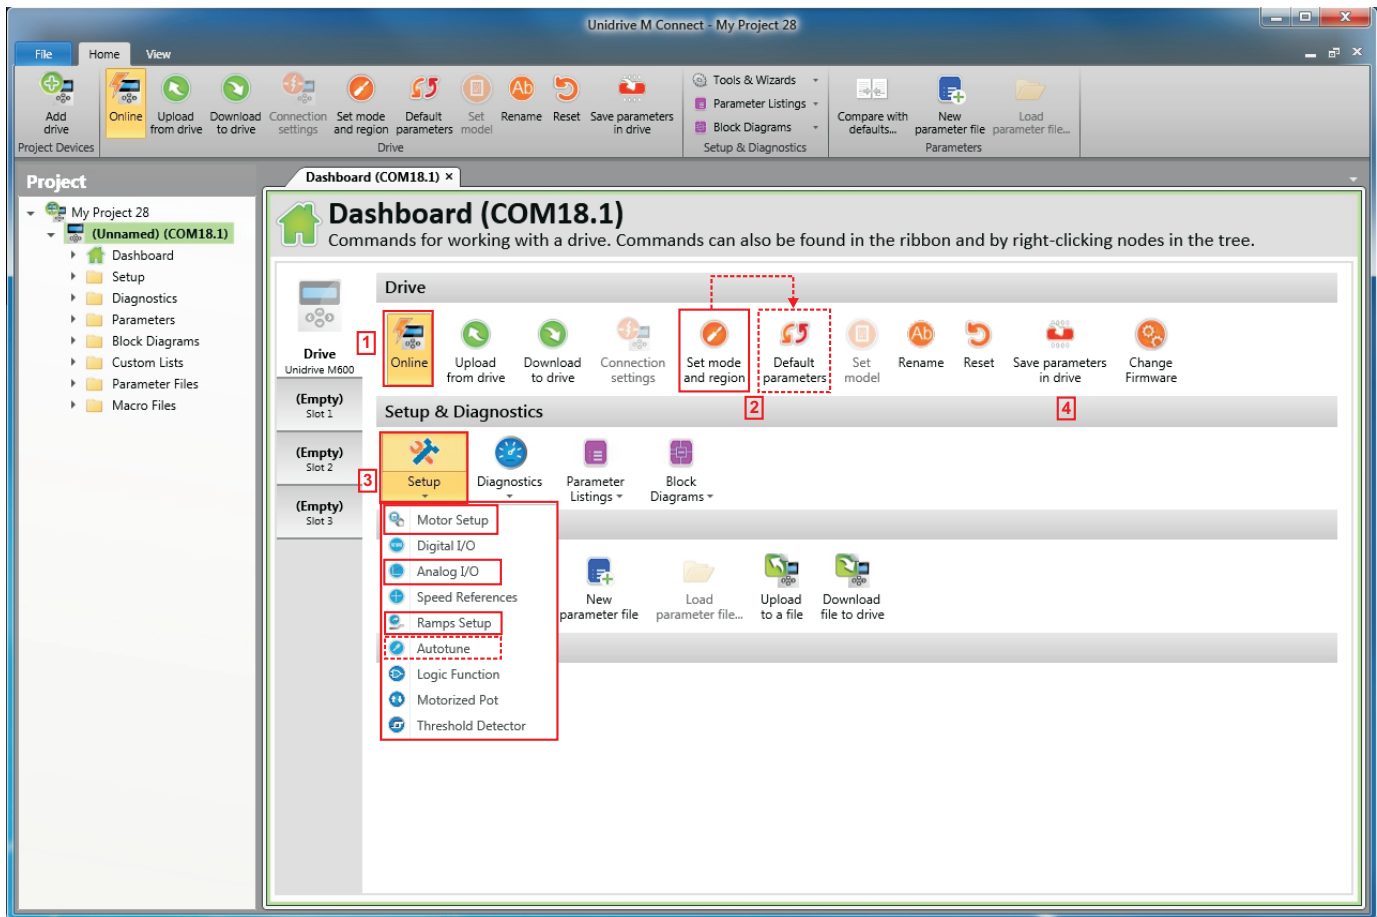 Unidrive M Connect - My Project 28
File Home View
Add drive
Online
Upload from drive
Download to drive
Connection settings
Set mode and region
Default parameters
Set model
Rename
Reset
Save parameters in drive
Tools & Wizards
Parameter Listings
Block Diagrams
Compare with defaults...
New parameter file
Load parameter file...
Project Devices
Drive
Setup & Diagnostics
Parameters
Project
My Project 28
(Unnamed) (COM18.1)
Dashboard
Setup
Diagnostics
Parameters
Block Diagrams
Custom Lists
Parameter Files
Macro Files
Dashboard (COM18.1) ×
Dashboard (COM18.1)
Commands for working with a drive. Commands can also be found in the ribbon and by right-clicking nodes in the tree.
Drive
Unidrive M600
(Empty)
Slot 1
(Empty)
Slot 2
(Empty)
Slot 3
Drive
1
Online
Upload from drive
Download to drive
Connection settings
Set mode and region
Default parameters
Set model
Ab
Rename
Reset
Save parameters in drive
Change Firmware
2
4
Setup & Diagnostics
3
Setup
Diagnostics
Parameter Listings
Block Diagrams
Motor Setup
Digital I/O
Analog I/O
Speed References
Ramps Setup
Autotune
Logic Function
Motorized Pot
Threshold Detector
New parameter file
Load parameter file...
Upload to a file
Download file to drive